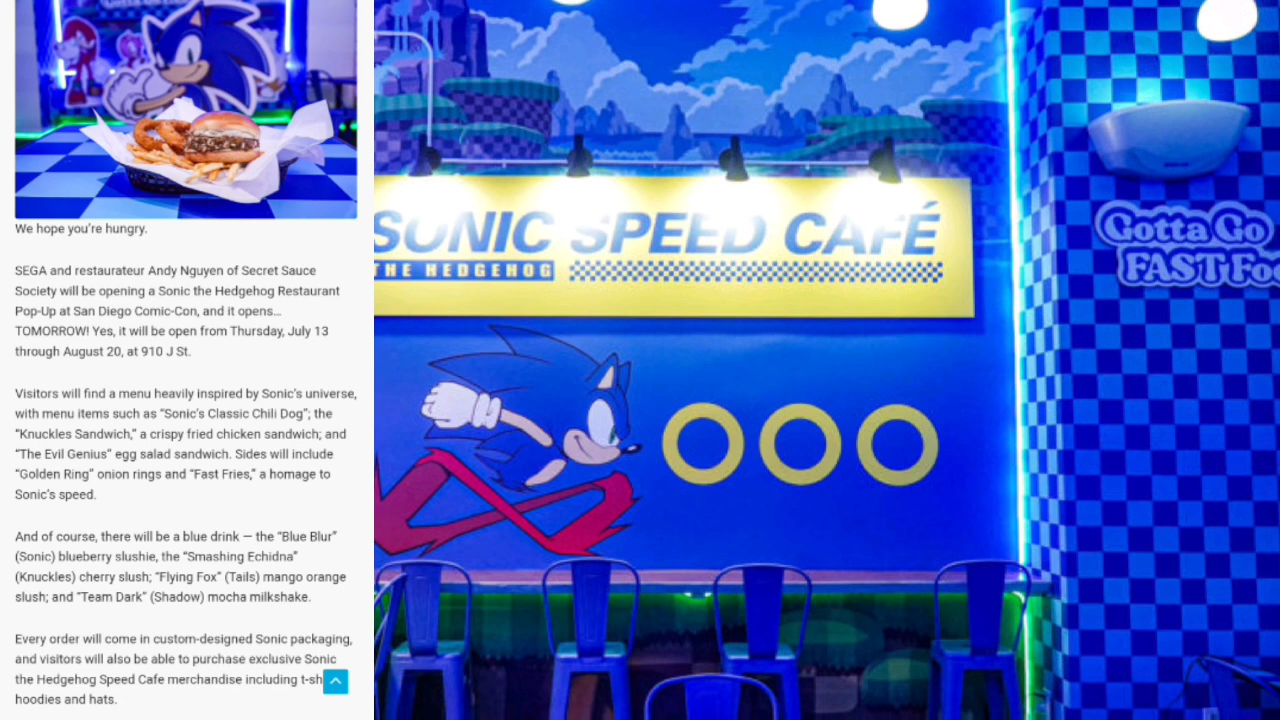 We hope you're hungry.
SEGA and restaurateur Andy Nguyen of Secret Sauce
Society will be opening a Sonic the Hedgehog Restaurant
Pop-Up at San Diego Comic-Con, and it opens…
TOMORROW! Yes, it will be open from Thursday, July 13
through August 20, at 910 J St.
Visitors will find a menu heavily inspired by Sonic's universe,
with menu items such as “Sonic's Classic Chili Dog”; the
“Knuckles Sandwich,” a crispy fried chicken sandwich; and
“The Evil Genius” egg salad sandwich. Sides will include
“Golden Ring” onion rings and “Fast Fries,” a homage to
Sonic's speed.
And of course, there will be a blue drink — the “Blue Blur”
(Sonic) blueberry slushie, the “Smashing Echidna”
(Knuckles) cherry slush; “Flying Fox” (Tails) mango orange
slush; and “Team Dark” (Shadow) mocha milkshake.
Every order will come in custom-designed Sonic packaging,
and visitors will also be able to purchase exclusive Sonic
the Hedgehog Speed Cafe merchandise including t-sh
hoodies and hats.
SONIC SPEED CAFÉ
THE HEDGEHOG
Gotta Go
FAST Foo